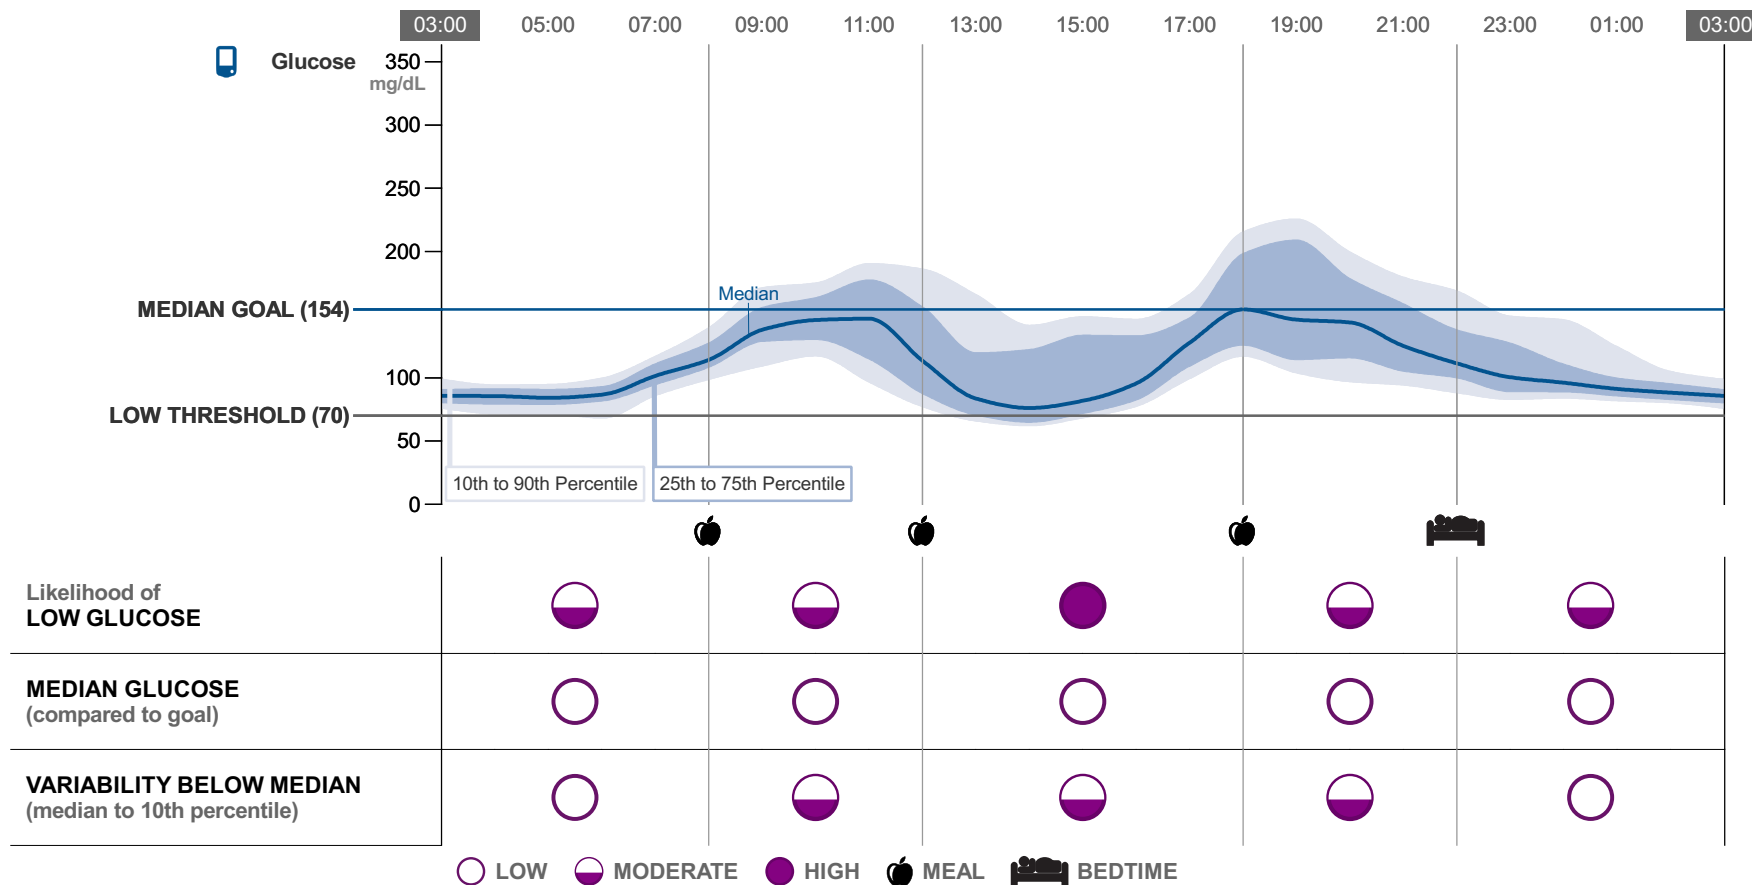 03:00 05:00 07:00 09:00 11:00 13:00 15:00 17:00 19:00 21:00 23:00 01:00 03:00
Glucose 350
mg/dL
300
250
200
Median
MEDIAN GOAL (154)
100
LOW THRESHOLD (70)
50
10th to 90th Percentile 25th to 75th Percentile
0
Likelihood of
LOW GLUCOSE
MEDIAN GLUCOSE
(compared to goal)
VARIABILITY BELOW MEDIAN
(median to 10th percentile)
LOW MODERATE HIGH MEAL BEDTIME